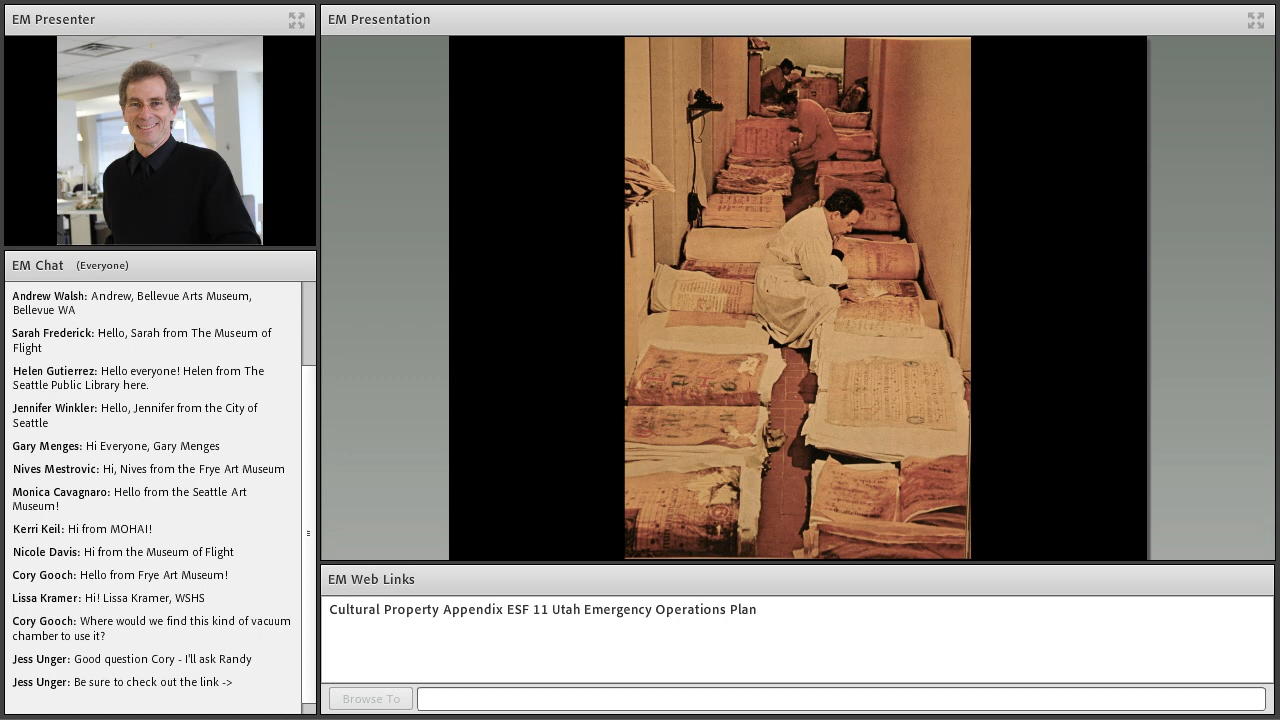 EM Presenter
EM Chat (Everyone)
Andrew Walsh: Andrew, Bellevue Arts Museum,
Bellevue WA
Sarah Frederick: Hello, Sarah from The Museum of
Flight
Helen Gutierrez: Hello everyone! Helen from The
Seattle Public Library here.
Jennifer Winkler: Hello, Jennifer from the City of
Seattle
Gary Menges: Hi Everyone, Gary Menges
Nives Mestrovic: Hi, Nives from the Frye Art Museum
Monica Cavagnaro: Hello from the Seattle Art
Museum!
Kerri Keil: Hi from MOHAI!
Nicole Davis: Hi from the Museum of Flight
Cory Gooch: Hello from Frye Art Museum!
Lissa Kramer: Hi! Lissa Kramer, WSHS
Cory Gooch: Where would we find this kind of vacuum
chamber to use it?
Jess Unger: Good question Cory - I'll ask Randy
Jess Unger: Be sure to check out the link ->
EM Presentation
EM Web Links
Cultural Property Appendix ESF 11 Utah Emergency Operations Plan
Browse To